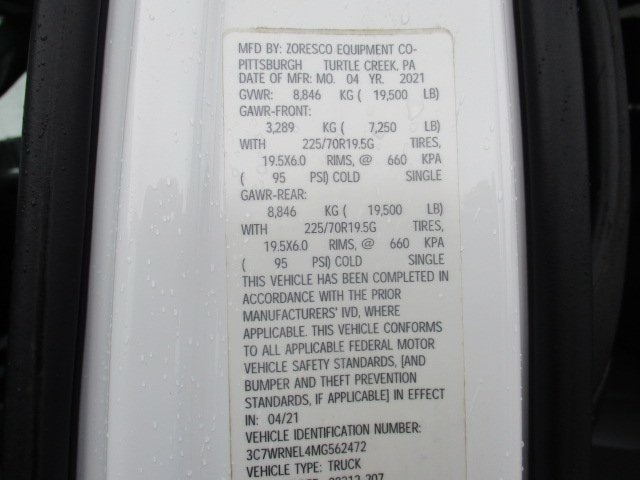 MFD BY: ZORESCO EQUIPMENT CO-
PITTSBURGH TURTLE CREEK, PA
DATE OF MFR: MO. 04 YR. 2021
GVWR: 8,846 KG ( 19,500 LB)
GAWR-FRONT:
3,289 KG ( 7,250 LB)
WITH 225/70R19.5G TIRES,
19.5X6.0 RIMS, @ 660 KPA
( 95 PSI) COLD SINGLE
GAWR-REAR:
8,846 KG ( 19,500 LB)
WITH 225/70R19.5G TIRES,
19.5X6.0 RIMS, @ 660 KPA
( 95 PSI) COLD SINGLE
THIS VEHICLE HAS BEEN COMPLETED IN
ACCORDANCE WITH THE PRIOR
MANUFACTURERS' IVD, WHERE
APPLICABLE. THIS VEHICLE CONFORMS
TO ALL APPLICABLE FEDERAL MOTOR
VEHICLE SAFETY STANDARDS, [AND
BUMPER AND THEFT PREVENTION
STANDARDS, IF APPLICABLE] IN EFFECT
IN: 04/21
VEHICLE IDENTIFICATION NUMBER:
3C7WRNEL4MG562472
VEHICLE TYPE: TRUCK